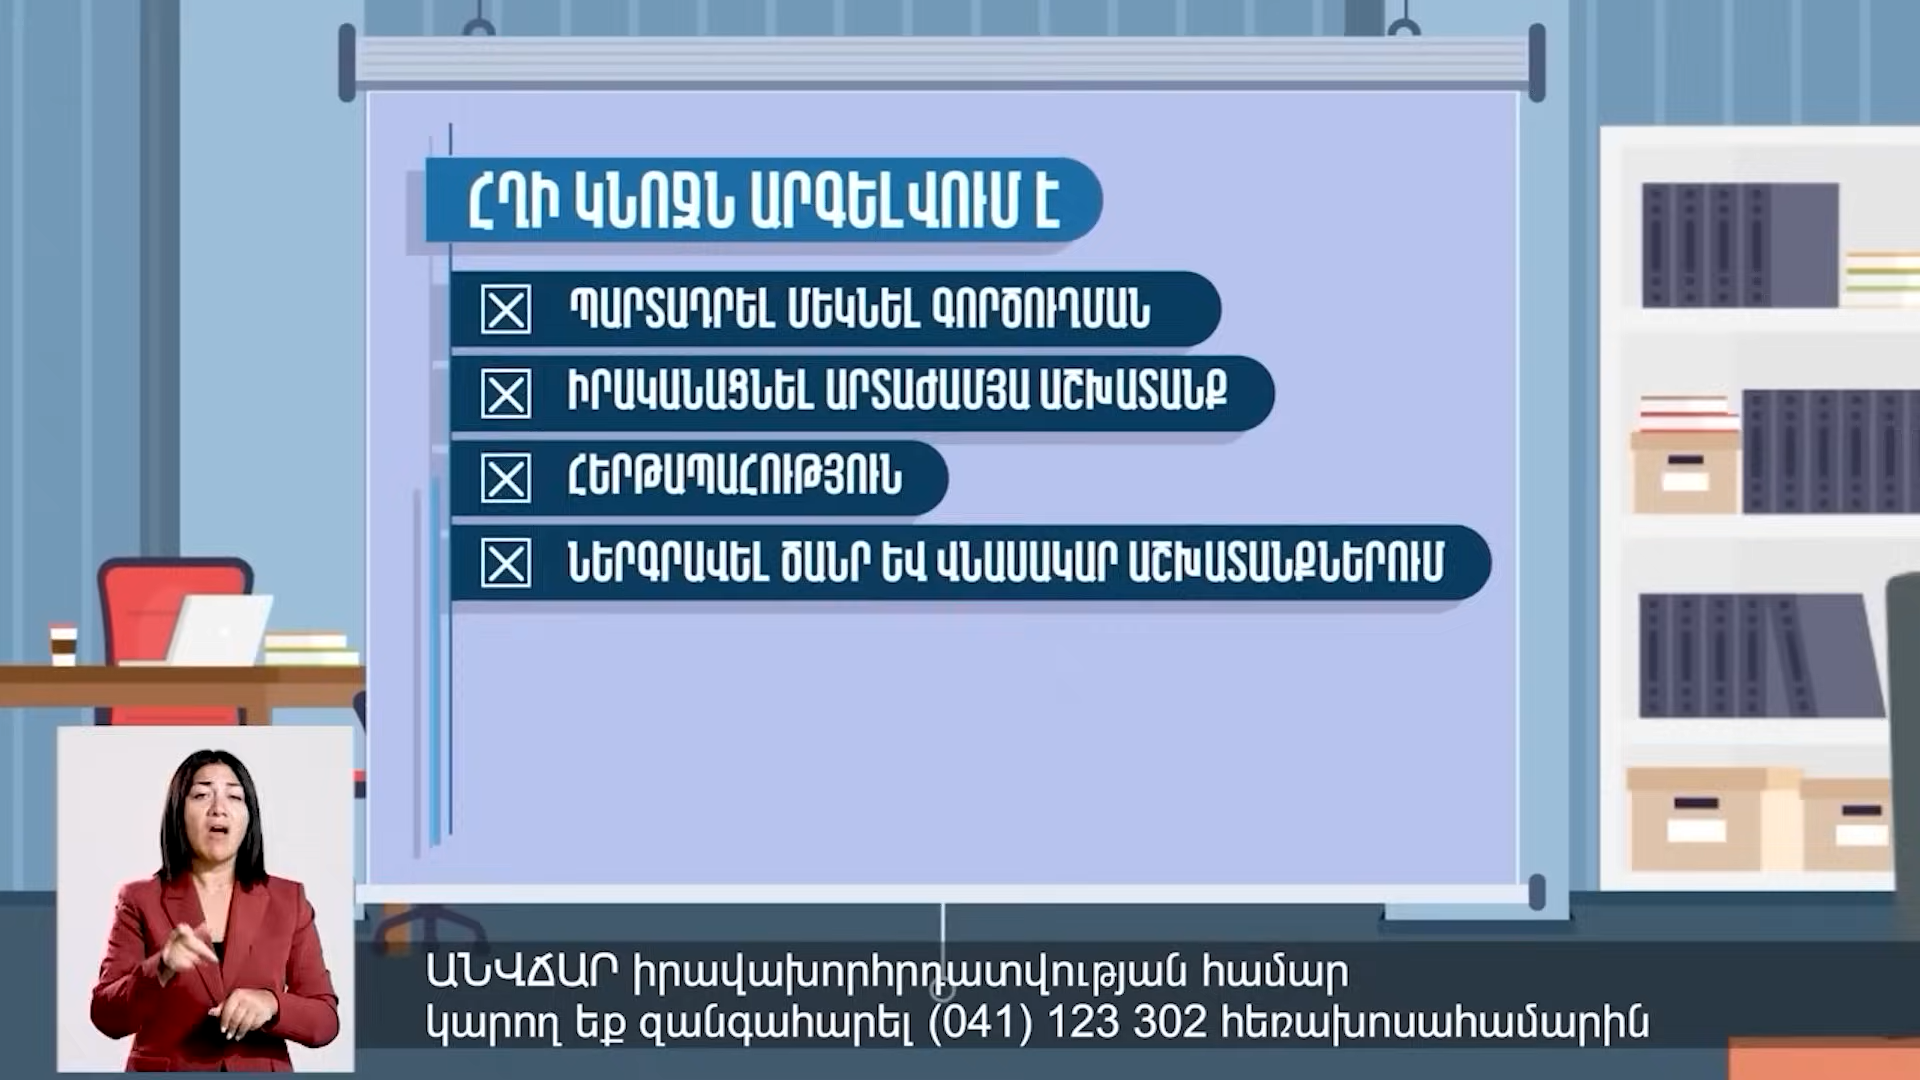 ՀՂԻ ԿՆՈՋՆ ԱՐԳԵԼՎՈՒՄ Է
ՊԱՐՏԱԴՐԵԼ ՄԵԿՆԵԼ ԳՈՐԾՈՒՂՄԱՆ
ԻՐԱԿԱՆԱՑՆԵԼ ԱՐՏԱԺԱՄՅԱ ԱՇԽԱՏԱՆՔ
ՀԵՐԹԱՊԱՀՈՒԹՅՈՒՆ
ՆԵՐԳՐԱՎԵԼ ԾԱՆՐ ԵՎ ՎՆԱՍԱԿԱՐ ԱՇԽԱՏԱՆՔՆԵՐՈՒՄ
ԱՆՎՃԱՐ իրավախորհրդատվության համար
կարող եք զանգահարել (041) 123 302 հեռախոսահամարին